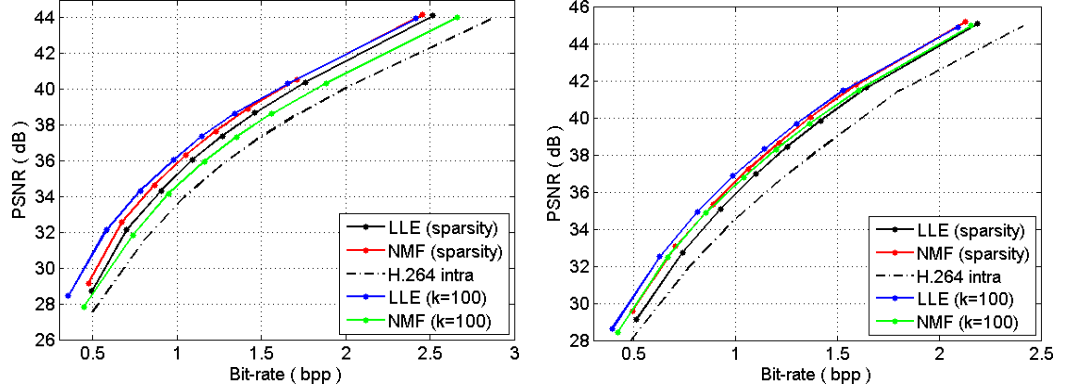 44
42
40
38
36
34
32
30
28
26
PSNR ( dB )
0.5 1 1.5 2 2.5 3
Bit-rate ( bpp )
LLE (sparsity)
NMF (sparsity)
H.264 intra
LLE (k=100)
NMF (k=100)
46
44
42
40
38
36
34
32
30
28
PSNR ( dB )
0.5 1 1.5 2 2.5
Bit-rate ( bpp )
LLE (sparsity)
NMF (sparsity)
H.264 intra
LLE (k=100)
NMF (k=100)